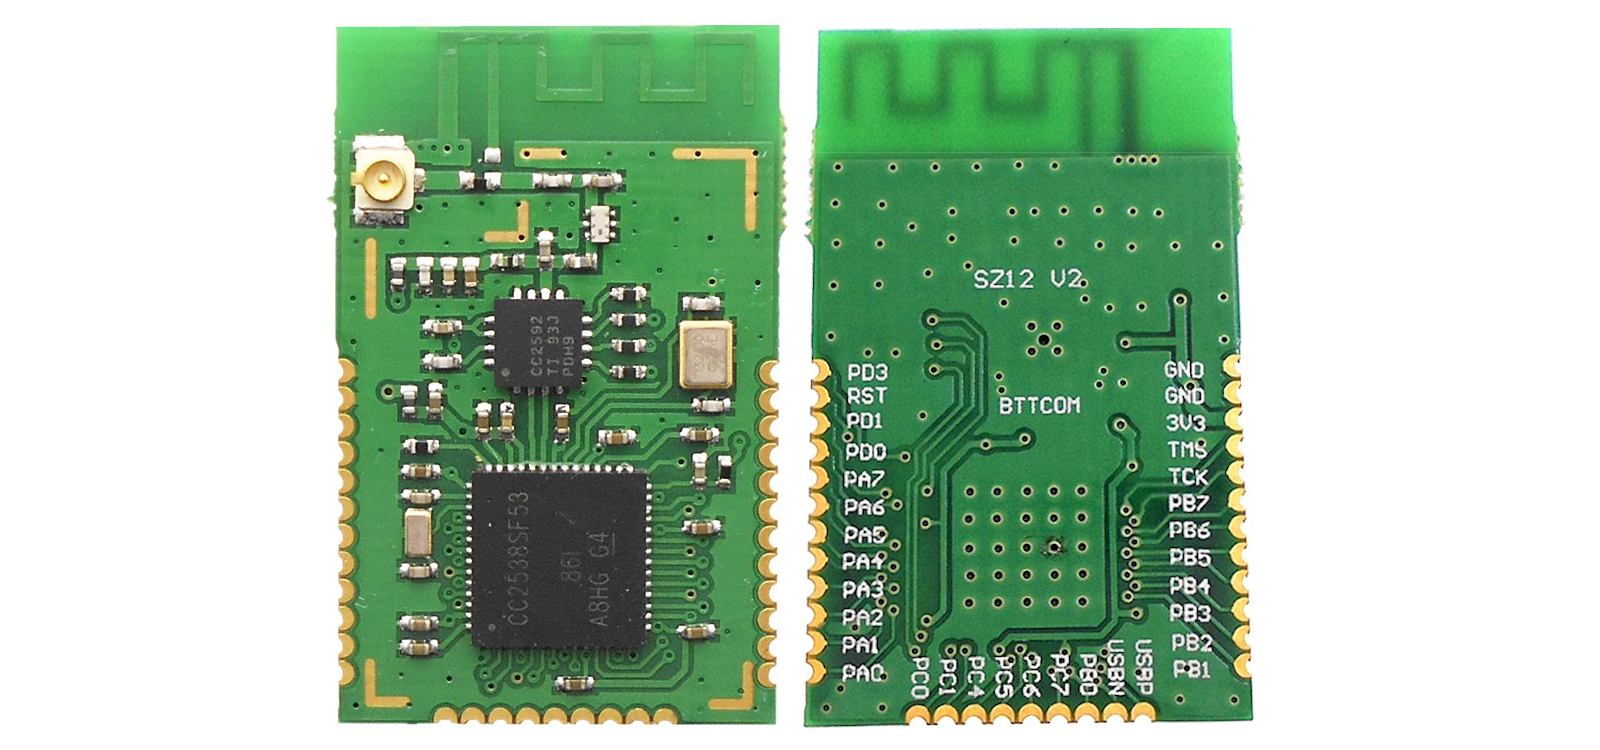 CC2592
TI 93J
PDH9
CC2538SF53
86I
A8HG G4
SZ12 V2
BTTCOM
PD3
RST
PD1
PD0
PA7
PA6
PA5
PA4
PA3
PA2
PA1
PA0
GND
GND
3V3
TMS
TCK
PB7
PB6
PB5
PB4
PB3
PB2
PB1
PC0
PC1
PC4
PC5
PC6
PC7
PB0
USBN
USBP